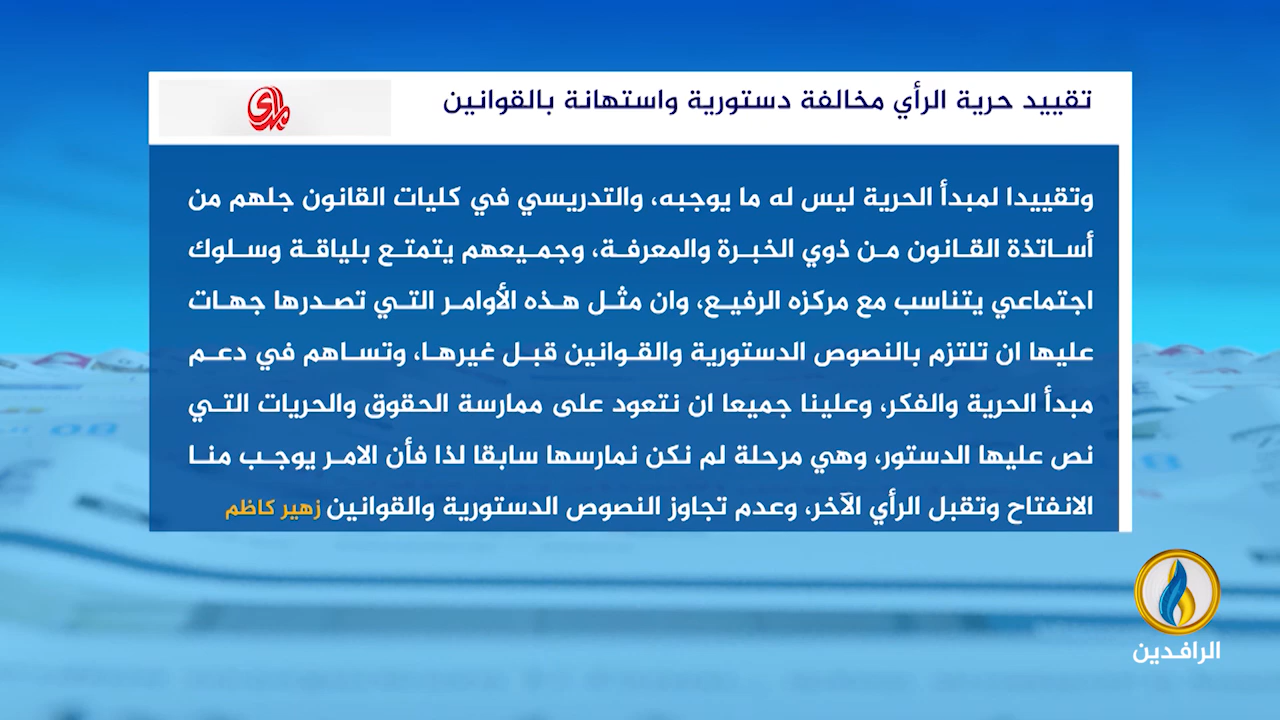 تقييد حرية الرأي مخالفة دستورية واستهانة بالقوانين
المدى
وتقييدا لمبدأ الحرية ليس له ما يوجبه، والتدريسي في كليات القانون جلهم من
أساتذة القانون من ذوي الخبرة والمعرفة، وجميعهم يتمتع بلياقة وسلوك
اجتماعي يتناسب مع مركزه الرفيع، وان مثل هذه الأوامر التي تصدرها جهات
عليها ان تلتزم بالنصوص الدستورية والقوانين قبل غيرها، وتساهم في دعم
مبدأ الحرية والفكر، وعلينا جميعا ان نتعود على ممارسة الحقوق والحريات التي
نص عليها الدستور، وهي مرحلة لم نكن نمارسها سابقا لذا فأن الامر يوجب منا
الانفتاح وتقبل الرأي الآخر، وعدم تجاوز النصوص الدستورية والقوانين زهير كاظم
الرافدين